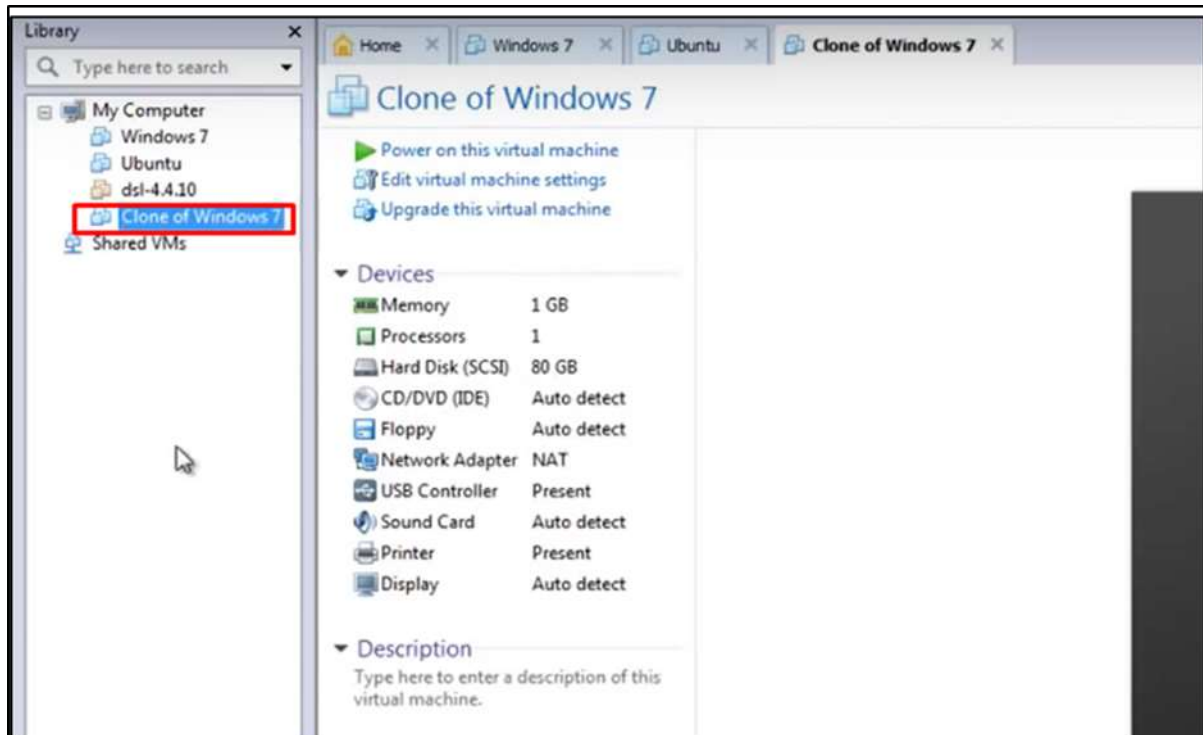 Library
Type here to search
My Computer
Windows 7
Ubuntu
dsl-4.4.10
Clone of Windows 7
Shared VMs
Home Windows 7 Ubuntu Clone of Windows 7
Clone of Windows 7
Power on this virtual machine
Edit virtual machine settings
Upgrade this virtual machine
Devices
Memory 1 GB
Processors 1
Hard Disk (SCSI) 80 GB
CD/DVD (IDE) Auto detect
Floppy Auto detect
Network Adapter NAT
USB Controller Present
Sound Card Auto detect
Printer Present
Display Auto detect
Description
Type here to enter a description of this
virtual machine.